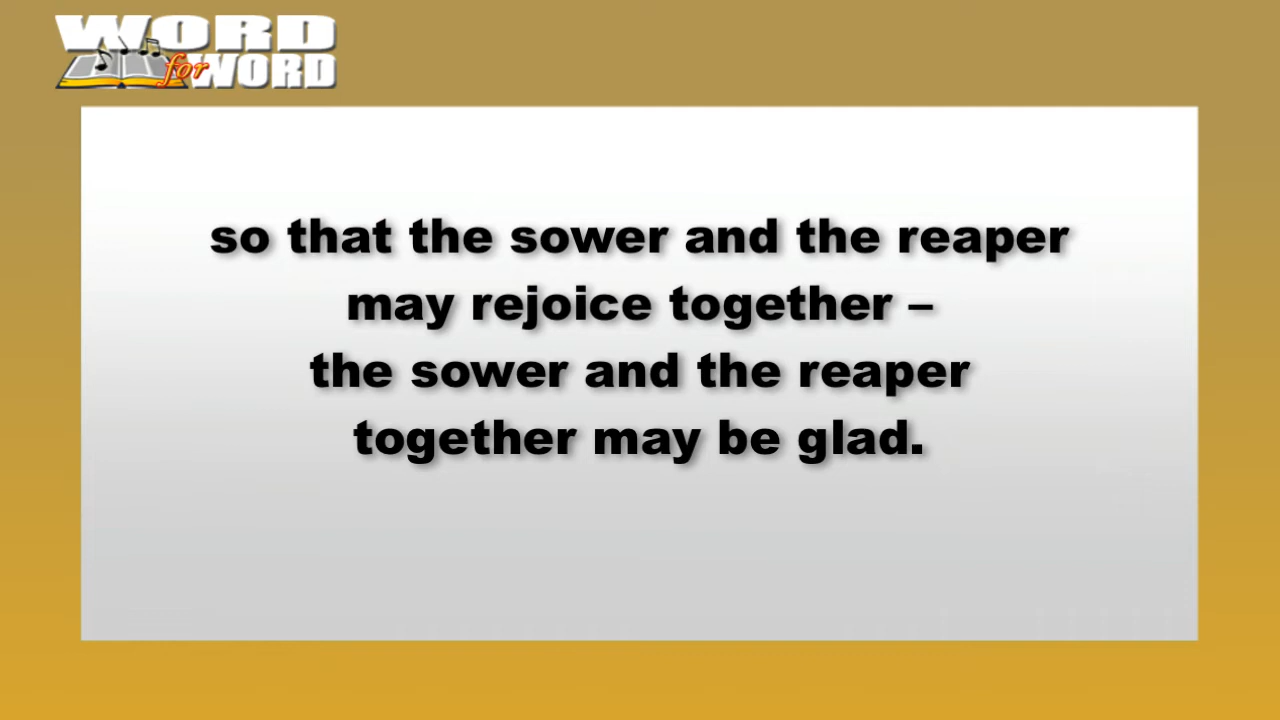 WORD
for WORD
so that the sower and the reaper
may rejoice together –
the sower and the reaper
together may be glad.